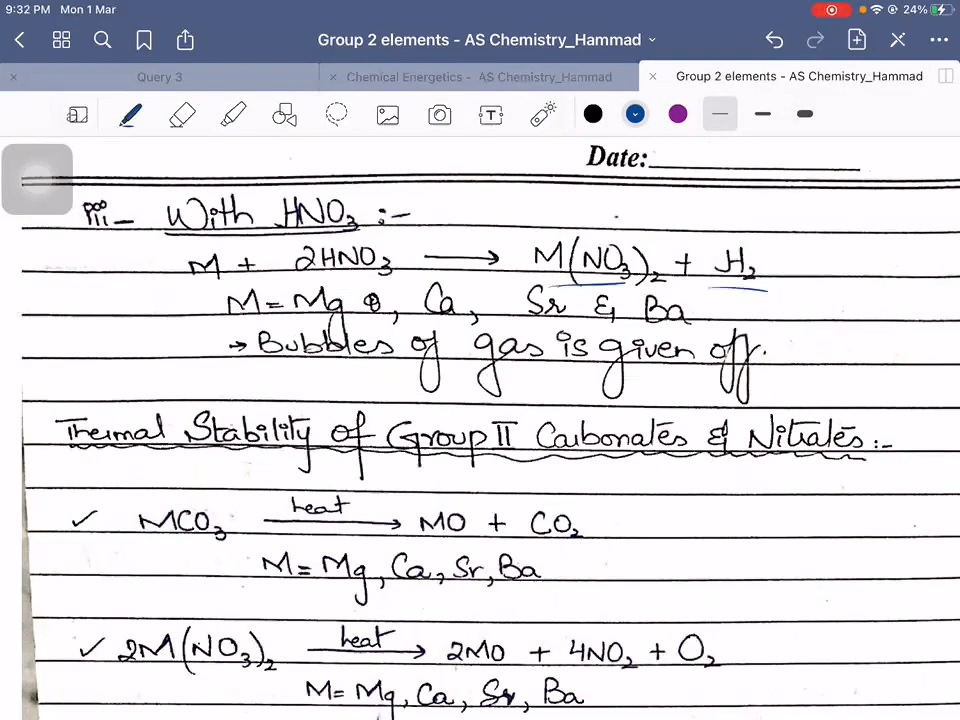 9:32 PM Mon 1 Mar 24%
Group 2 elements - AS Chemistry_Hammad
Query 3 Chemical Energetics - AS Chemistry_Hammad Group 2 elements - AS Chemistry_Hammad
Date:
iii- With HNO₃ :-
M + 2HNO₃ ⟶ M(NO₃)₂ + H₂
M = Mg, Ca, Sr & Ba
→ Bubbles of gas is given off.
Thermal Stability of Group II Carbonates & Nitrates:-
✓ MCO₃ heat⟶ MO + CO₂
M = Mg, Ca, Sr, Ba
✓ 2M(NO₃)₂ heat⟶ 2MO + 4NO₂ + O₂
M = Mg, Ca, Sr, Ba